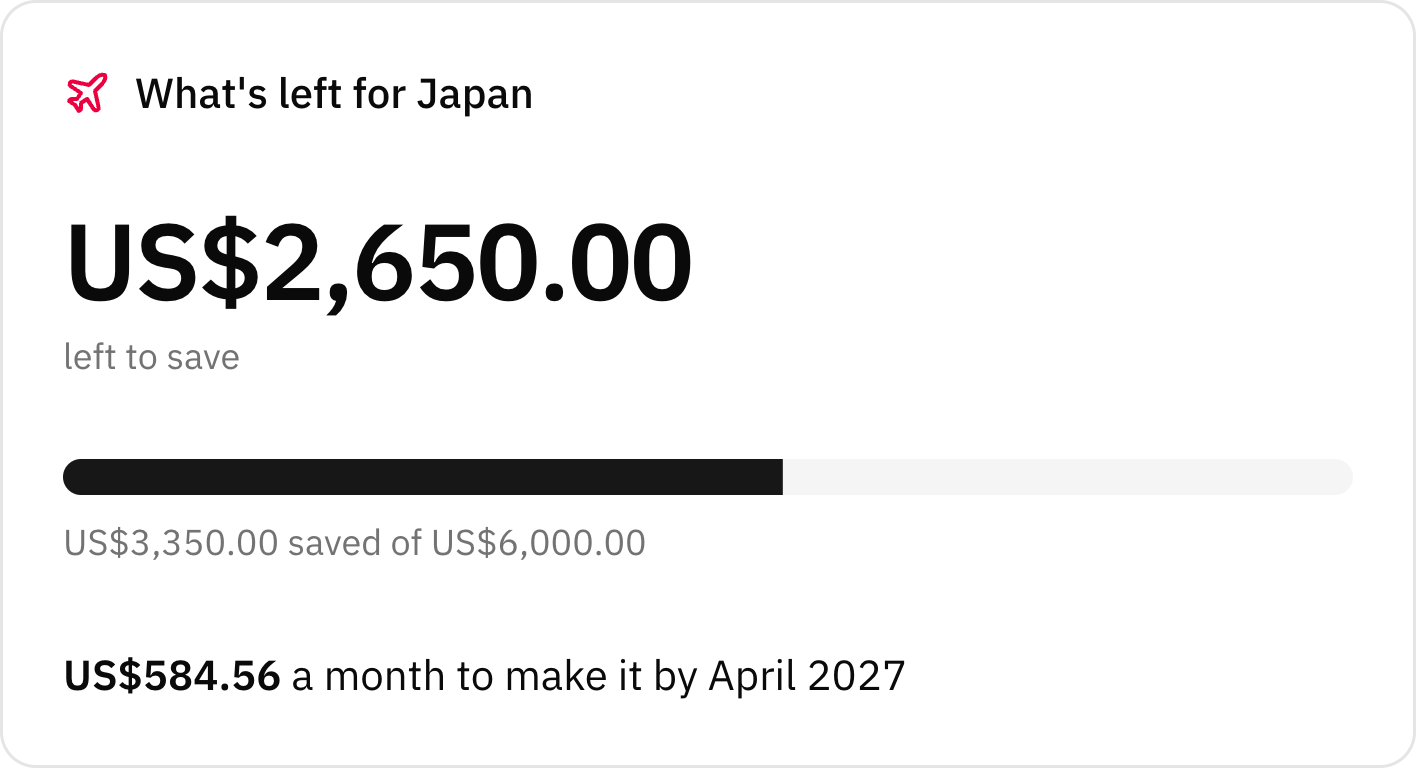 What's left for Japan
US$2,650.00
left to save
US$3,350.00 saved of US$6,000.00
US$584.56 a month to make it by April 2027